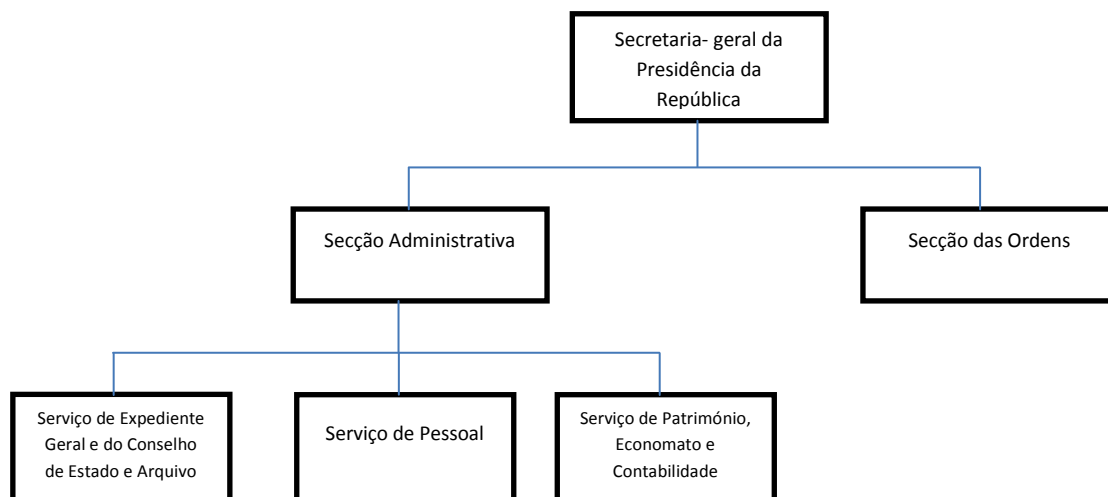 Secretaria- geral da
Presidência da
República
Secção Administrativa
Secção das Ordens
Serviço de Expediente
Geral e do Conselho
de Estado e Arquivo
Serviço de Pessoal
Serviço de Património,
Economato e
Contabilidade